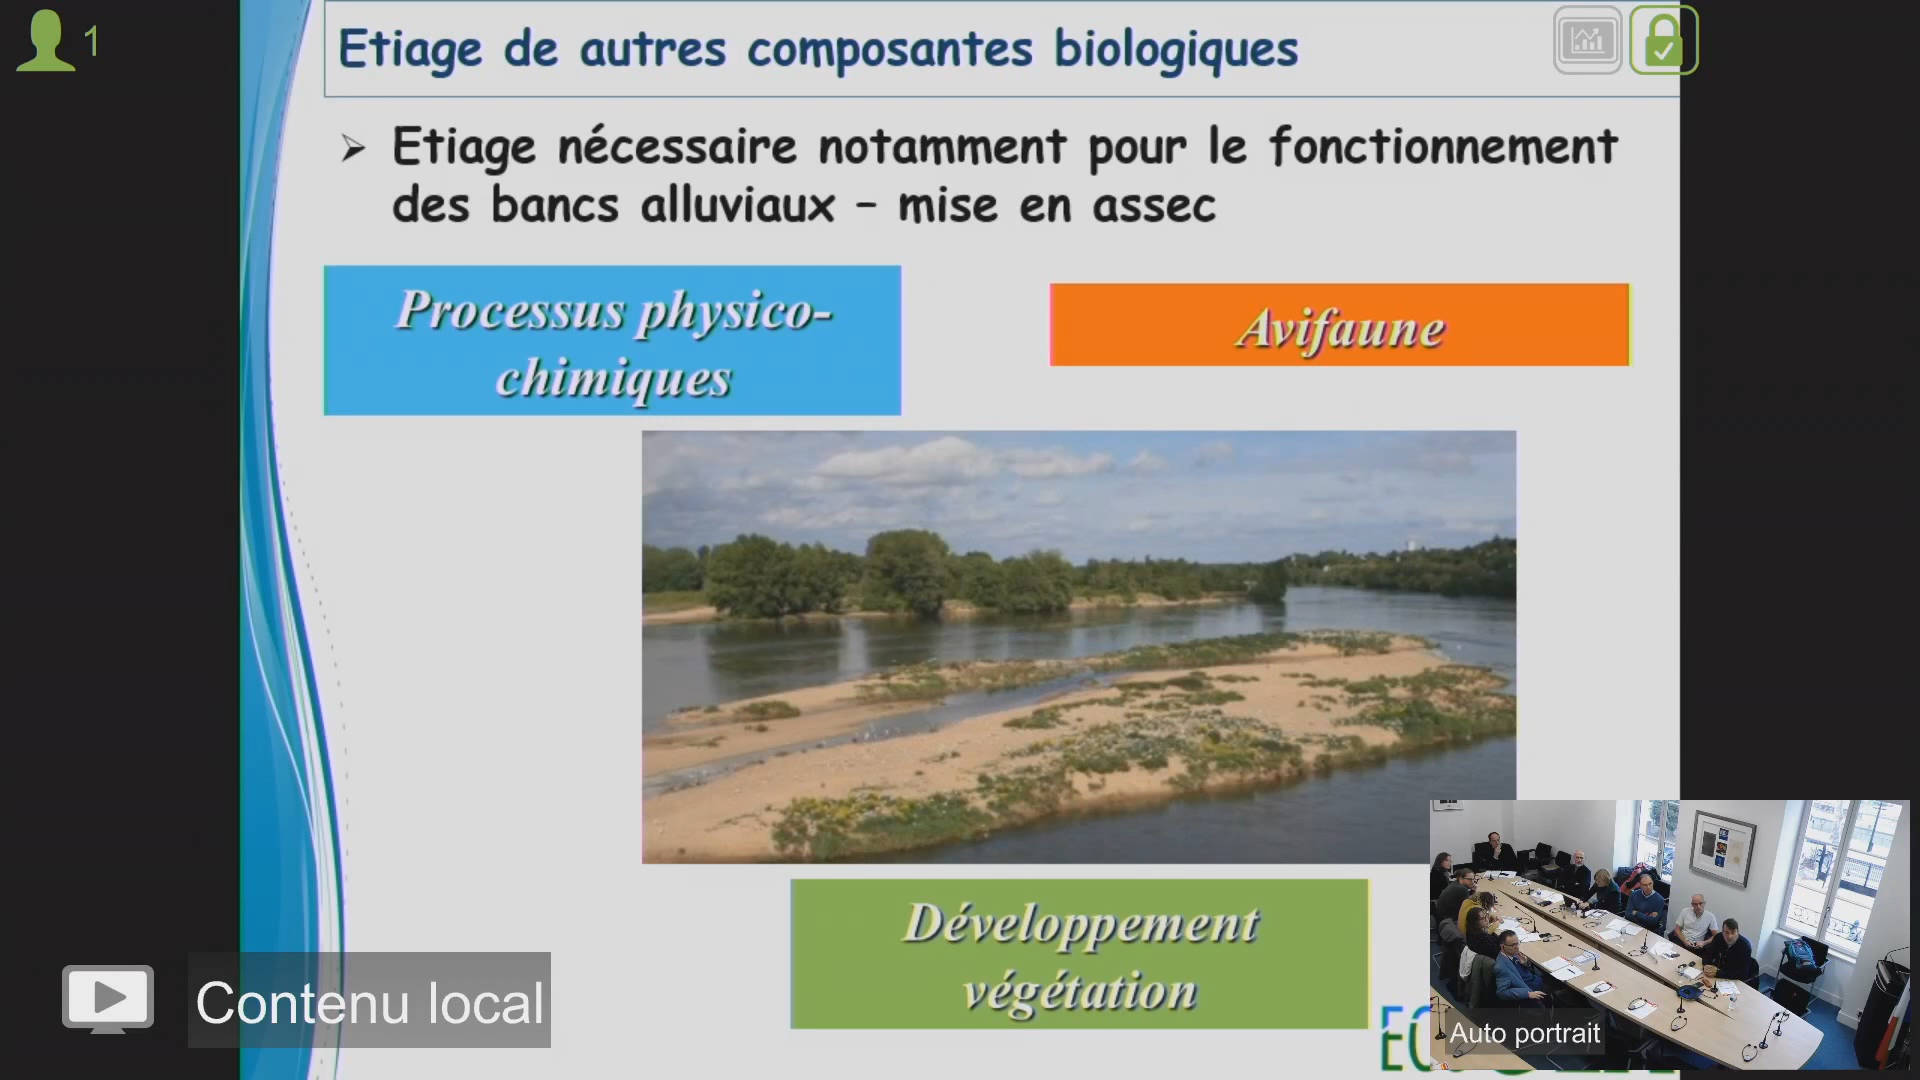 1
Etiage de autres composantes biologiques
➢ Etiage nécessaire notamment pour le fonctionnement
des bancs alluviaux – mise en assec
Processus physico-
chimiques
Avifaune
Développement
végétation
Contenu local
Auto portrait